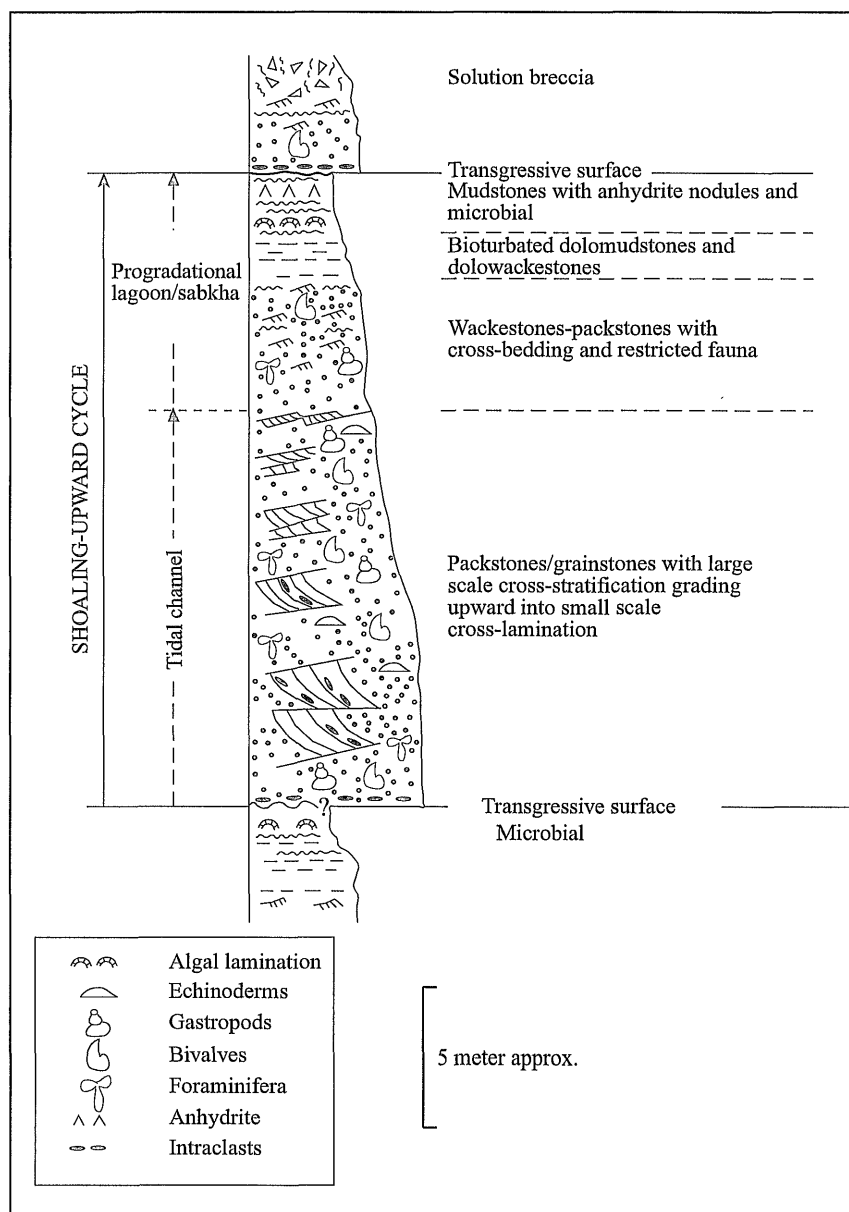 Solution breccia
Transgressive surface
Mudstones with anhydrite nodules and
microbial
Bioturbated dolomudstones and
dolowackestones
Progradational
lagoon/sabkha
Wackestones-packstones with
cross-bedding and restricted fauna
SHOALING-UPWARD CYCLE
Tidal channel
Packstones/grainstones with large
scale cross-stratification grading
upward into small scale
cross-lamination
?
Transgressive surface
Microbial
Algal lamination
Echinoderms
Gastropods
Bivalves
Foraminifera
Anhydrite
Intraclasts
5 meter approx.